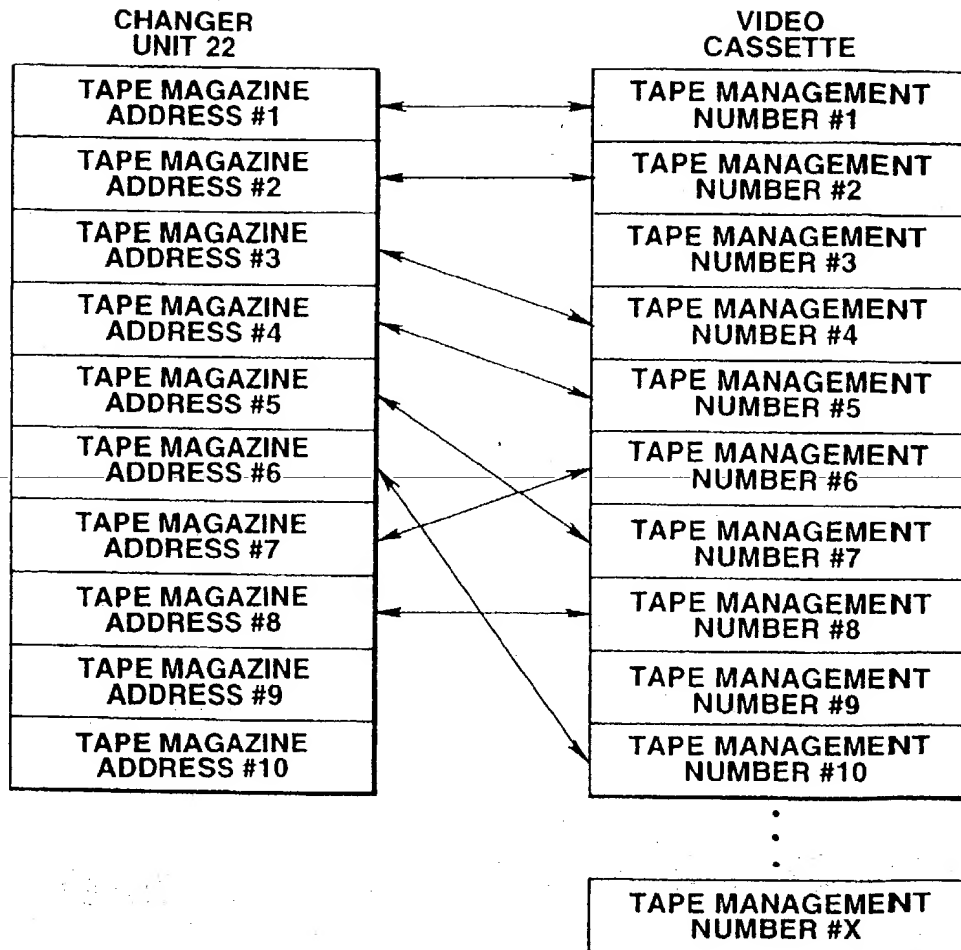 CHANGER
UNIT 22
TAPE MAGAZINE
ADDRESS #1
TAPE MAGAZINE
ADDRESS #2
TAPE MAGAZINE
ADDRESS #3
TAPE MAGAZINE
ADDRESS #4
TAPE MAGAZINE
ADDRESS #5
TAPE MAGAZINE
ADDRESS #6
TAPE MAGAZINE
ADDRESS #7
TAPE MAGAZINE
ADDRESS #8
TAPE MAGAZINE
ADDRESS #9
TAPE MAGAZINE
ADDRESS #10
VIDEO
CASSETTE
TAPE MANAGEMENT
NUMBER #1
TAPE MANAGEMENT
NUMBER #2
TAPE MANAGEMENT
NUMBER #3
TAPE MANAGEMENT
NUMBER #4
TAPE MANAGEMENT
NUMBER #5
TAPE MANAGEMENT
NUMBER #6
TAPE MANAGEMENT
NUMBER #7
TAPE MANAGEMENT
NUMBER #8
TAPE MANAGEMENT
NUMBER #9
TAPE MANAGEMENT
NUMBER #10
TAPE MANAGEMENT
NUMBER #X